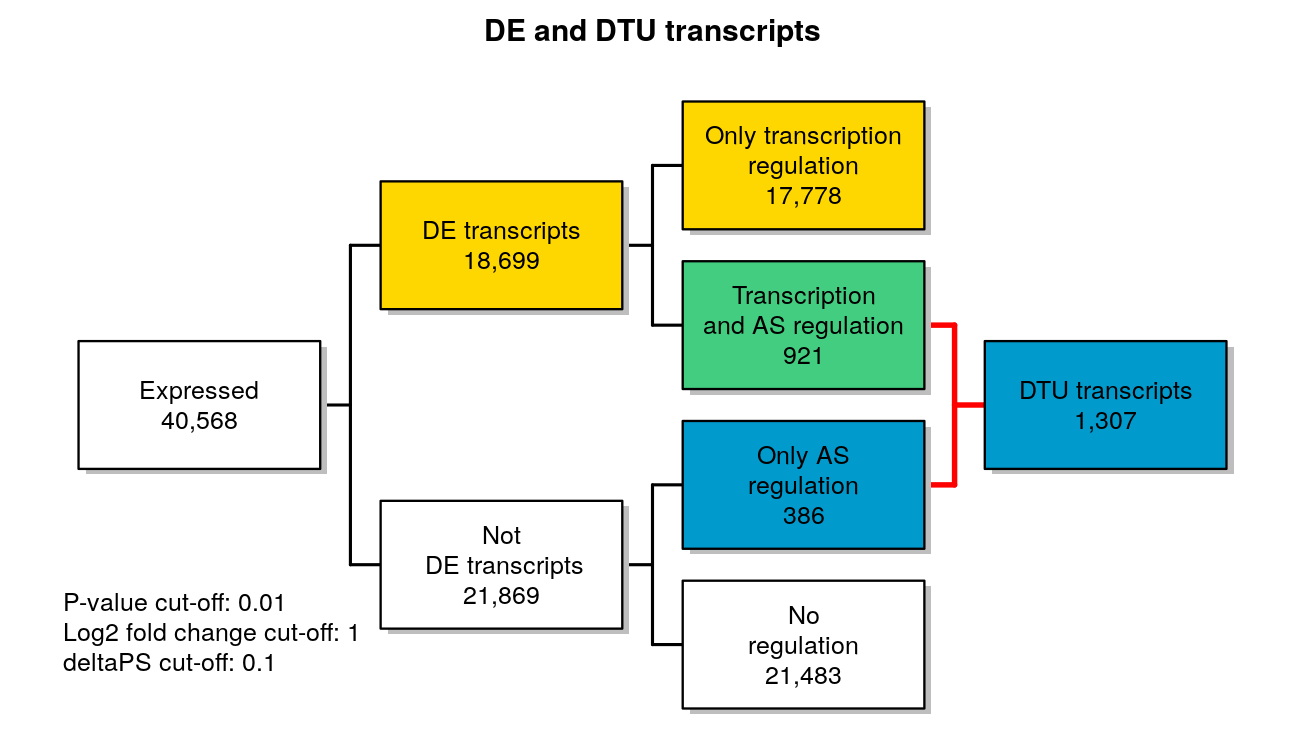 DE and DTU transcripts
Only transcription
regulation
17,778
DE transcripts
18,699
Transcription
and AS regulation
921
Expressed
40,568
DTU transcripts
1,307
Only AS
regulation
386
Not
DE transcripts
21,869
No
regulation
21,483
P-value cut-off: 0.01
Log2 fold change cut-off: 1
deltaPS cut-off: 0.1